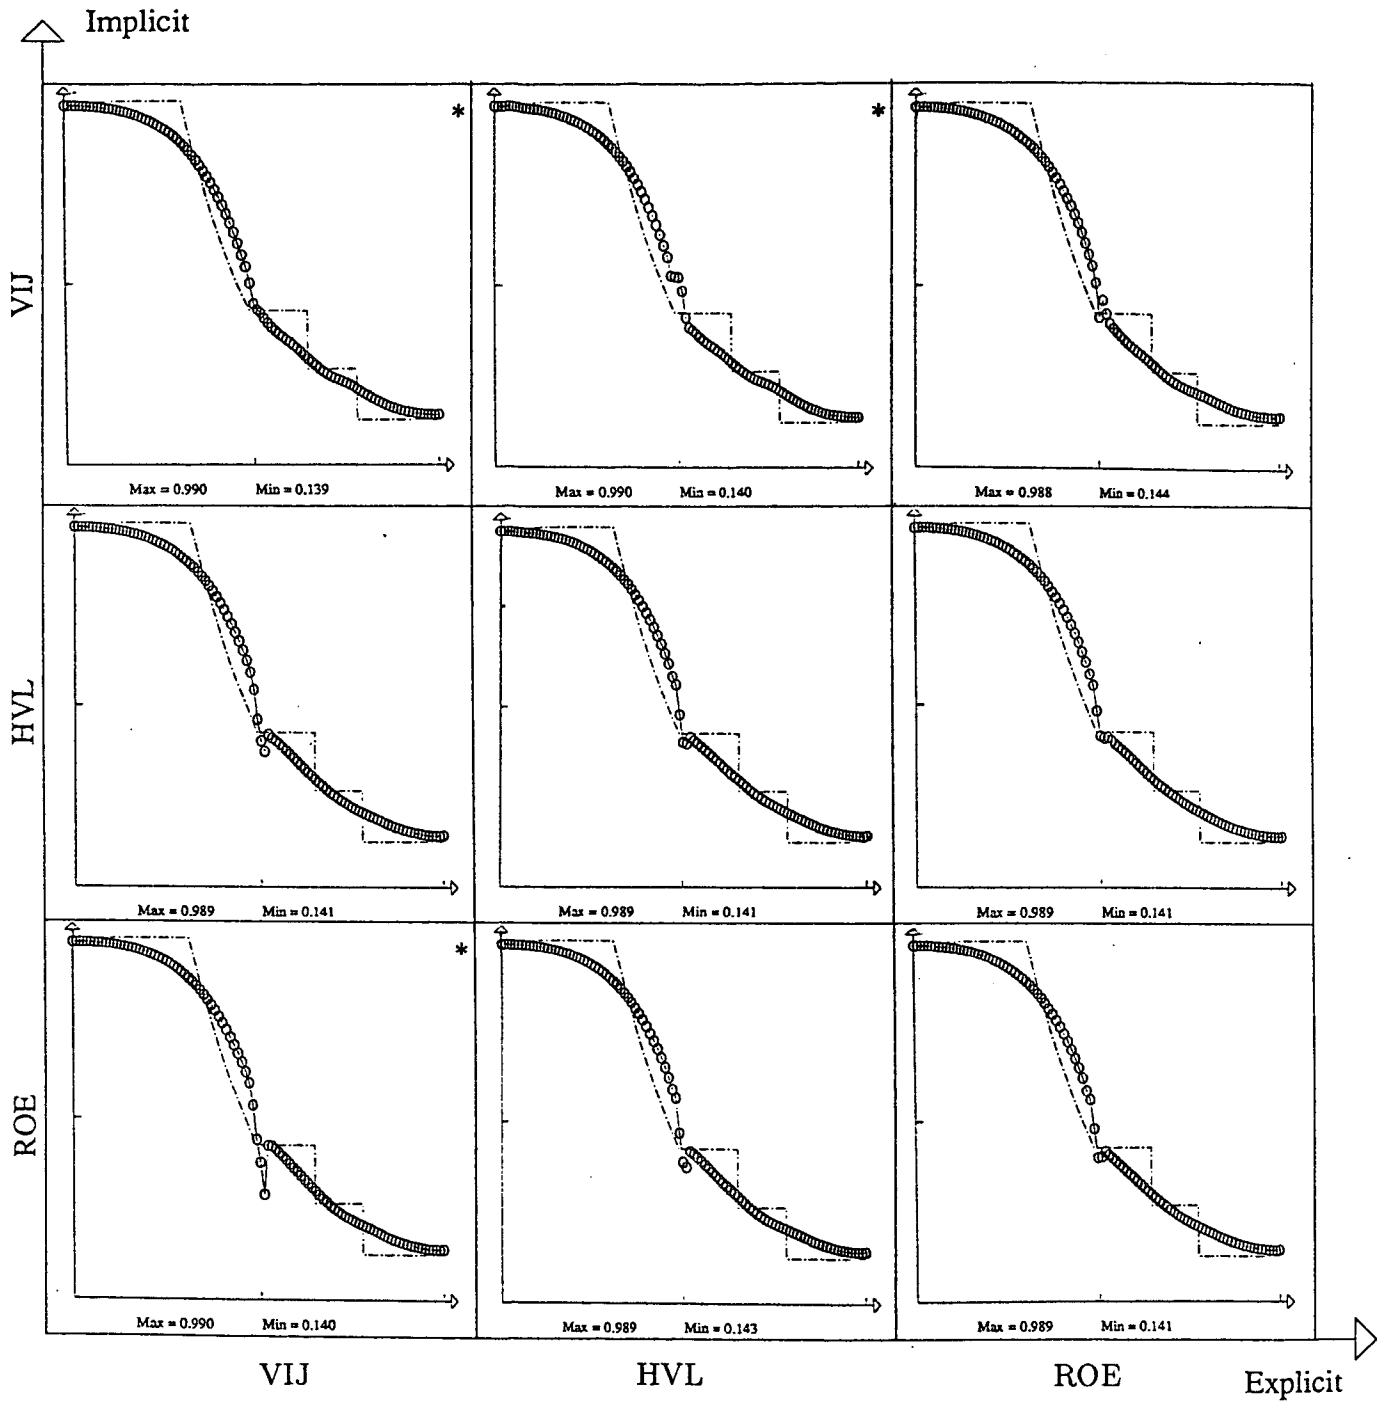 Implicit
*
*
VIJ
Max = 0.990 Min = 0.139
Max = 0.990 Min = 0.140
Max = 0.988 Min = 0.144
HVL
Max = 0.989 Min = 0.141
Max = 0.989 Min = 0.141
Max = 0.989 Min = 0.141
*
ROE
Max = 0.990 Min = 0.140
Max = 0.989 Min = 0.143
Max = 0.989 Min = 0.141
VIJ
HVL
ROE
Explicit